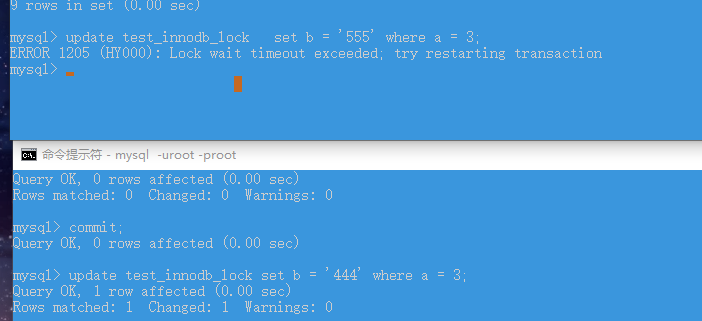 9 rows in set (0.00 sec)
mysql> update test_innodb_lock   set b = '555' where a = 3;
ERROR 1205 (HY000): Lock wait timeout exceeded; try restarting transaction
mysql>
命令提示符 - mysql  -uroot -proot
Query OK, 0 rows affected (0.00 sec)
Rows matched: 0  Changed: 0  Warnings: 0
mysql> commit;
Query OK, 0 rows affected (0.00 sec)
mysql> update test_innodb_lock set b = '444' where a = 3;
Query OK, 1 row affected (0.00 sec)
Rows matched: 1  Changed: 1  Warnings: 0